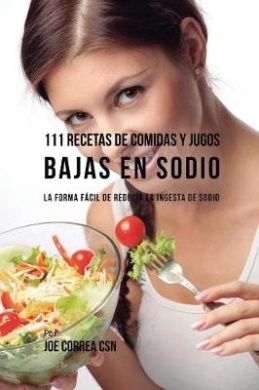 111 RECETAS DE COMIDAS Y JUGOS
BAJAS EN SODIO
LA FORMA FÁCIL DE REDUCIR LA INGESTA DE SODIO
Por
JOE CORREA CSN